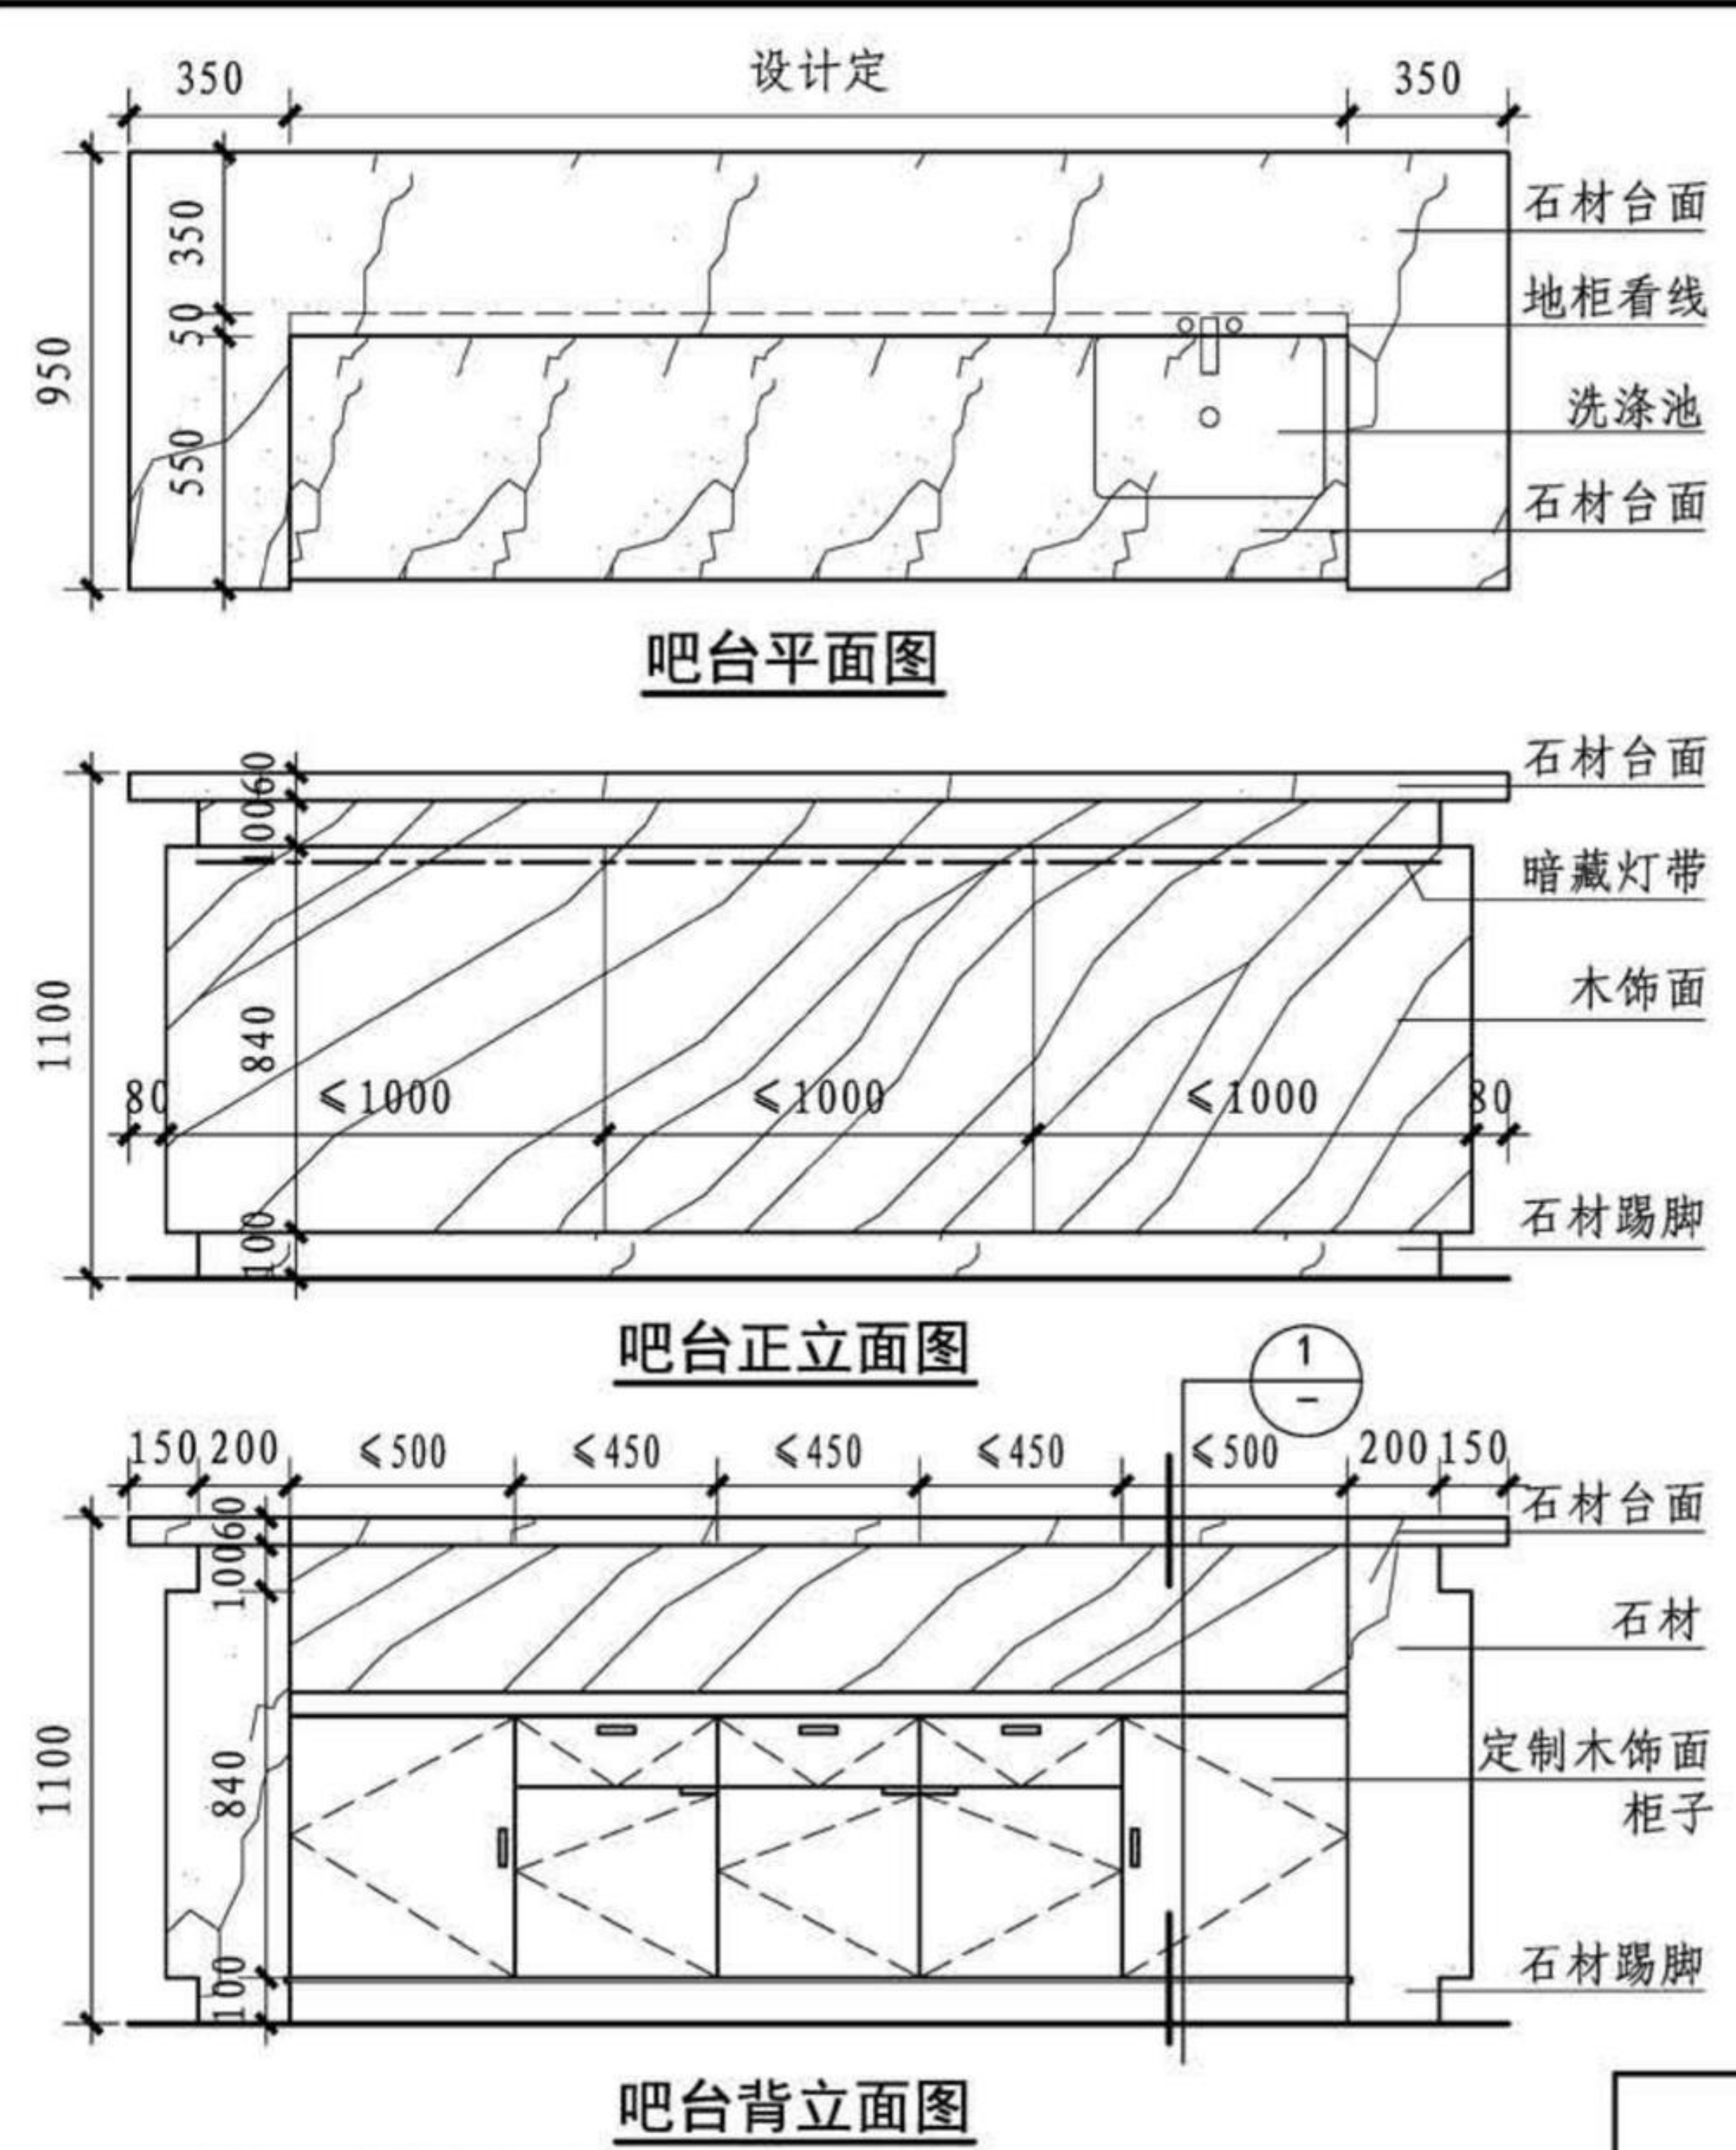 350
设计定
350
350
50
550
950
石材台面
地柜看线
洗涤池
石材台面
吧台平面图
60
100
840
100
1100
80
≤1000
≤1000
≤1000
80
石材台面
暗藏灯带
木饰面
石材踢脚
吧台正立面图
1
–
150
200
≤500
≤450
≤450
≤450
≤500
200
150
60
100
840
100
1100
石材台面
石材
定制木饰面
柜子
石材踢脚
吧台背立面图